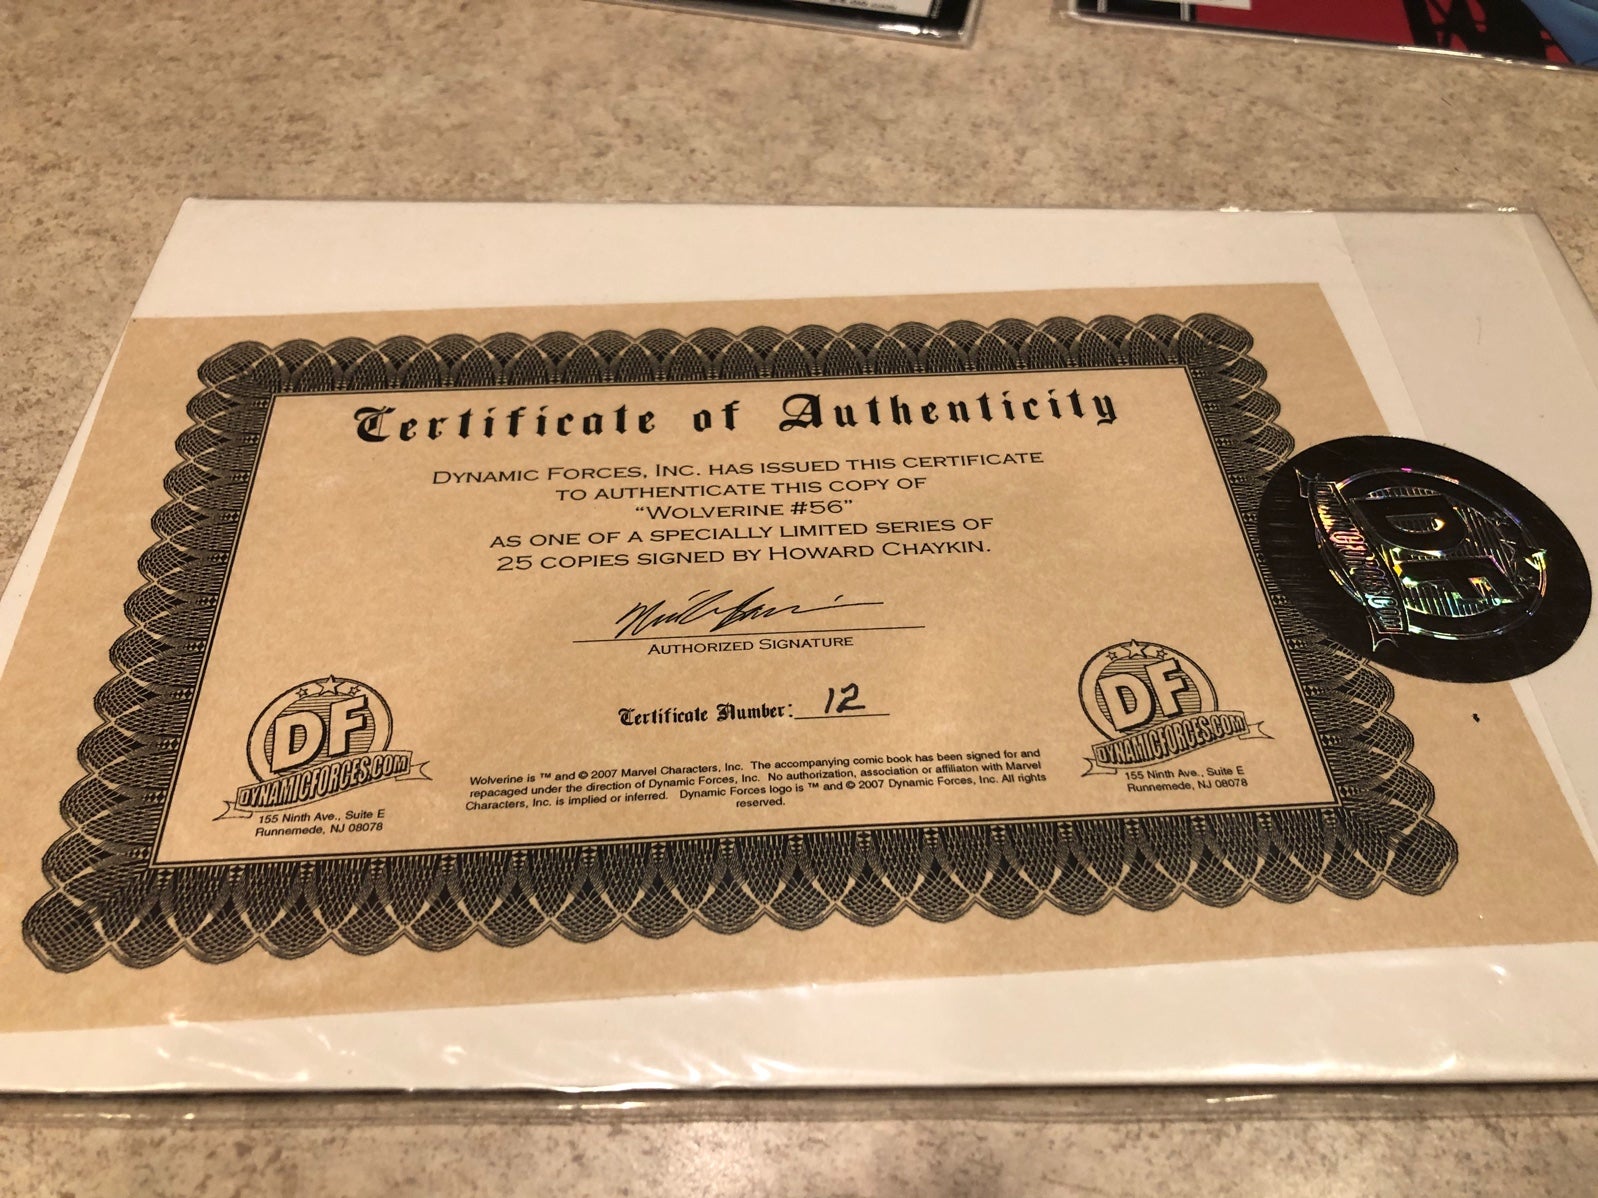 Certificate of Authenticity
DYNAMIC FORCES, INC. HAS ISSUED THIS CERTIFICATE
TO AUTHENTICATE THIS COPY OF
“WOLVERINE #56”
AS ONE OF A SPECIALLY LIMITED SERIES OF
25 COPIES SIGNED BY HOWARD CHAYKIN.
AUTHORIZED SIGNATURE
Certificate Number: 12
DF
DYNAMICFORCES.COM
155 Ninth Ave., Suite E
Runnemede, NJ 08078
Wolverine is ™ and © 2007 Marvel Characters, Inc. The accompanying comic book has been signed for and
repacaged under the direction of Dynamic Forces, Inc. No authorization, association or affiliaton with Marvel
Characters, Inc. is implied or inferred. Dynamic Forces logo is ™ and © 2007 Dynamic Forces, Inc. All rights
reserved.
DF
DYNAMICFORCES.COM
155 Ninth Ave., Suite E
Runnemede, NJ 08078
DF